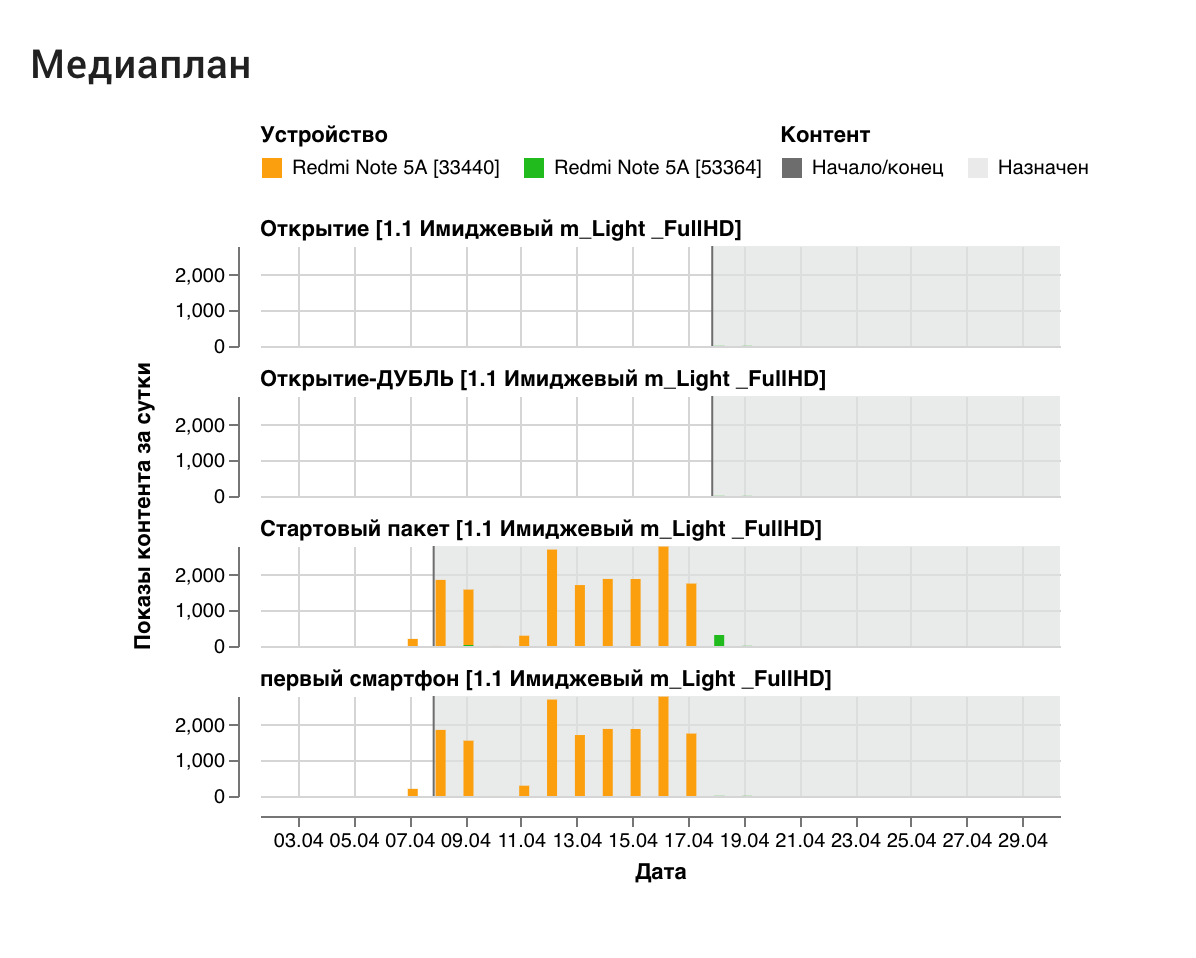 Медиаплан
Устройство
Контент
Redmi Note 5A [33440]
Redmi Note 5A [53364]
Начало/конец
Назначен
Показы контента за сутки
Открытие [1.1 Имиджевый m_Light _FullHD]
2,000
1,000
0
Открытие-ДУБЛЬ [1.1 Имиджевый m_Light _FullHD]
2,000
1,000
0
Стартовый пакет [1.1 Имиджевый m_Light _FullHD]
2,000
1,000
0
первый смартфон [1.1 Имиджевый m_Light _FullHD]
2,000
1,000
0
03.04 05.04 07.04 09.04 11.04 13.04 15.04 17.04 19.04 21.04 23.04 25.04 27.04 29.04
Дата